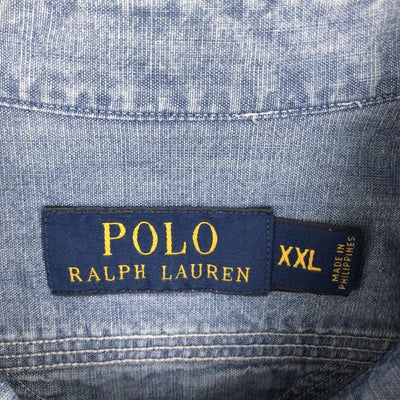 POLO
RALPH LAUREN
XXL
MADE IN
PHILIPPINES